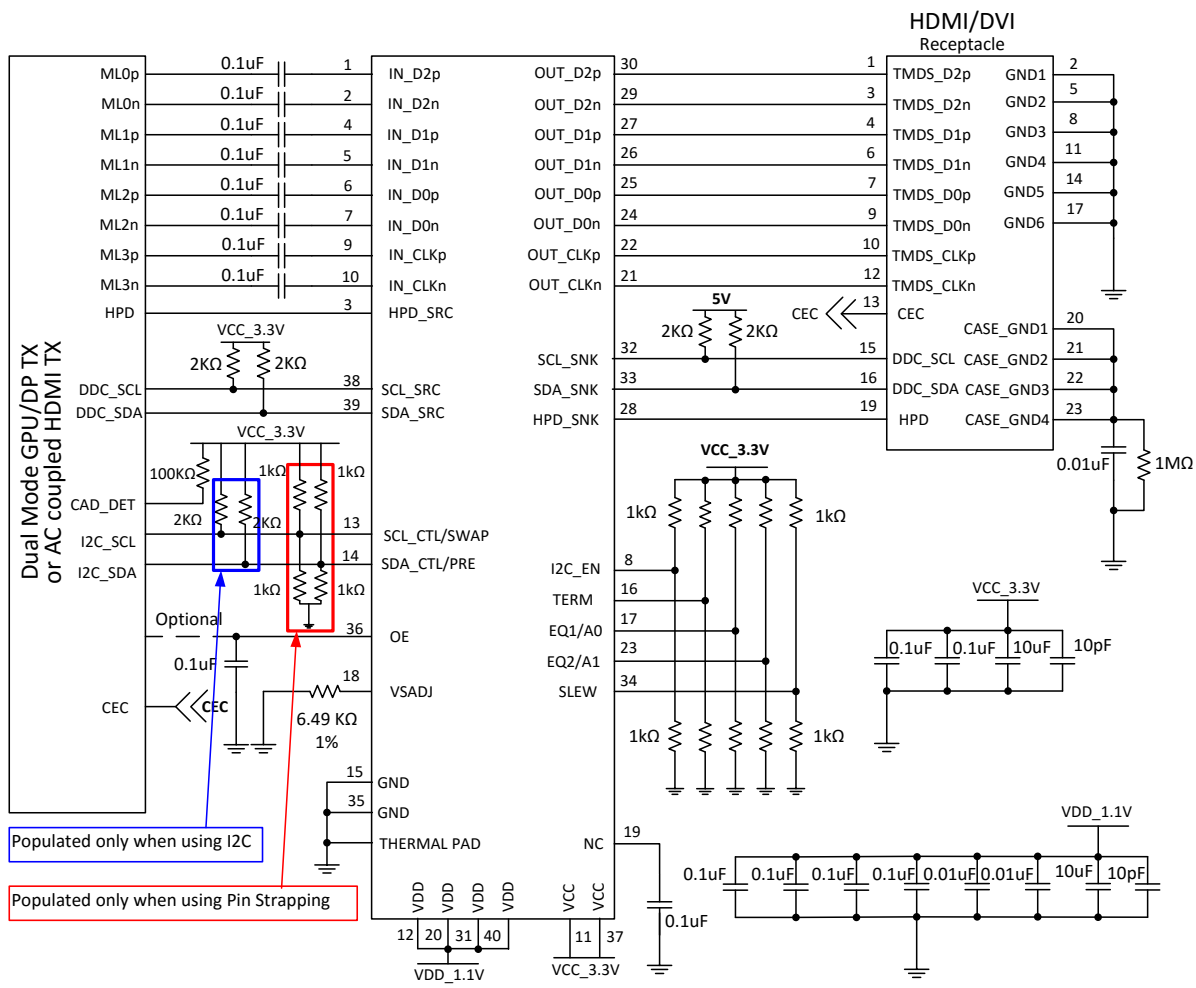 HDMI/DVI
Receptacle
Dual Mode GPU/DP TX
or AC coupled HDMI TX
ML0p 0.1uF 1 IN_D2p OUT_D2p 30 1 TMDS_D2p GND1 2
ML0n 0.1uF 2 IN_D2n OUT_D2n 29 3 TMDS_D2n GND2 5
ML1p 0.1uF 4 IN_D1p OUT_D1p 27 4 TMDS_D1p GND3 8
ML1n 0.1uF 5 IN_D1n OUT_D1n 26 6 TMDS_D1n GND4 11
ML2p 0.1uF 6 IN_D0p OUT_D0p 25 7 TMDS_D0p GND5 14
ML2n 0.1uF 7 IN_D0n OUT_D0n 24 9 TMDS_D0n GND6 17
ML3p 0.1uF 9 IN_CLKp OUT_CLKp 22 10 TMDS_CLKp
ML3n 0.1uF 10 IN_CLKn OUT_CLKn 21 12 TMDS_CLKn
HPD 3 HPD_SRC 5V CEC 13 CEC
VCC_3.3V 2KΩ 2KΩ CASE_GND1 20
2KΩ 2KΩ SCL_SNK 32 15 DDC_SCL CASE_GND2 21
DDC_SCL 38 SCL_SRC SDA_SNK 33 16 DDC_SDA CASE_GND3 22
DDC_SDA 39 SDA_SRC HPD_SNK 28 19 HPD CASE_GND4 23
VCC_3.3V VCC_3.3V 0.01uF 1MΩ
100KΩ 1kΩ 1kΩ
CAD_DET 1kΩ 1kΩ
2KΩ 2KΩ
I2C_SCL 13 SCL_CTL/SWAP
I2C_SDA 14 SDA_CTL/PRE I2C_EN 8
1kΩ 1kΩ TERM 16 VCC_3.3V
Optional 36 OE EQ1/A0 17
0.1uF EQ2/A1 23 0.1uF 0.1uF 10uF 10pF
18 VSADJ SLEW 34
CEC CEC
6.49 KΩ 1kΩ 1kΩ
1%
15 GND
35 GND
THERMAL PAD NC 19 VDD_1.1V
Populated only when using I2C
0.1uF 0.1uF 0.1uF 0.1uF 0.01uF 0.01uF 10uF 10pF
Populated only when using Pin Strapping
VDD VDD VDD VDD VCC VCC 0.1uF
12 20 31 40 11 37
VDD_1.1V VCC_3.3V